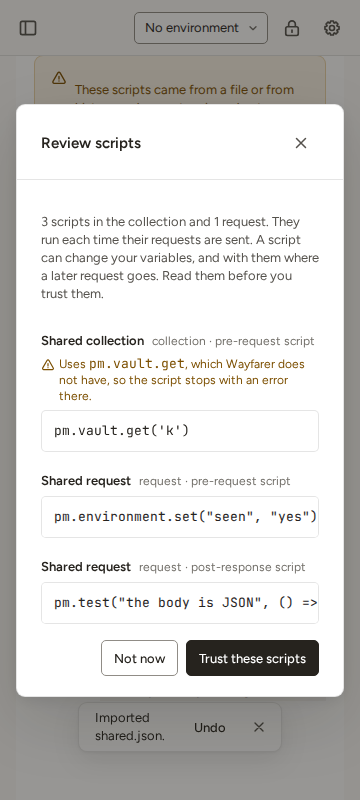 No environment
These scripts came from a file or from
Review scripts
3 scripts in the collection and 1 request. They
run each time their requests are sent. A script
can change your variables, and with them where
a later request goes. Read them before you
trust them.
Shared collection collection · pre-request script
Uses pm.vault.get, which Wayfarer does
not have, so the script stops with an error
there.
pm.vault.get('k')
Shared request request · pre-request script
pm.environment.set("seen", "yes")
Shared request request · post-response script
pm.test("the body is JSON", () =>
Not now Trust these scripts
Imported
shared.json.
Undo